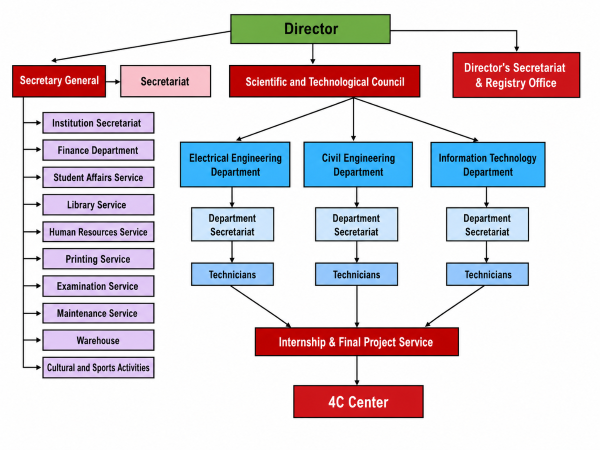 Director
Secretary General
Secretariat
Scientific and Technological Council
Director's Secretariat
& Registry Office
Institution Secretariat
Finance Department
Student Affairs Service
Library Service
Human Resources Service
Printing Service
Examination Service
Maintenance Service
Warehouse
Cultural and Sports Activities
Electrical Engineering
Department
Civil Engineering
Department
Information Technology
Department
Department
Secretariat
Department
Secretariat
Department
Secretariat
Technicians
Technicians
Technicians
Internship & Final Project Service
4C Center